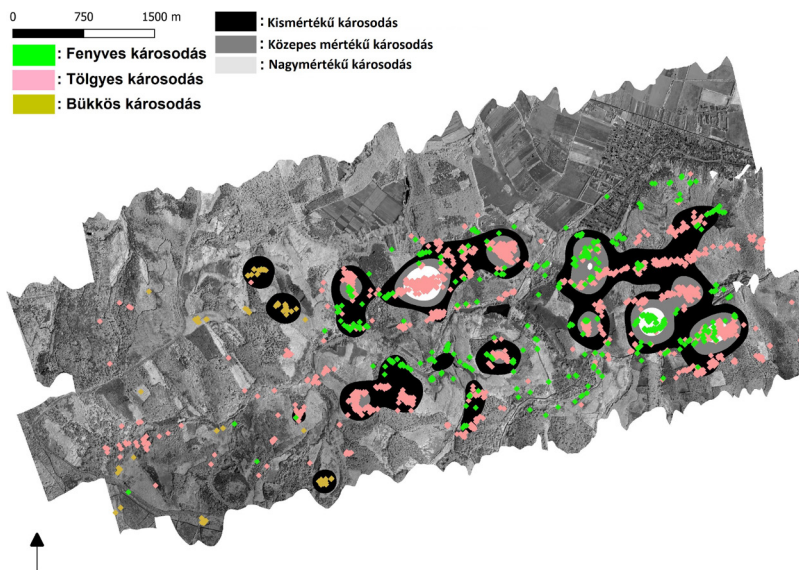 0 750 1500 m
: Fenyves károsodás
: Tölgyes károsodás
: Bükkös károsodás
: Kismértékű károsodás
: Közepes mértékű károsodás
: Nagymértékű károsodás